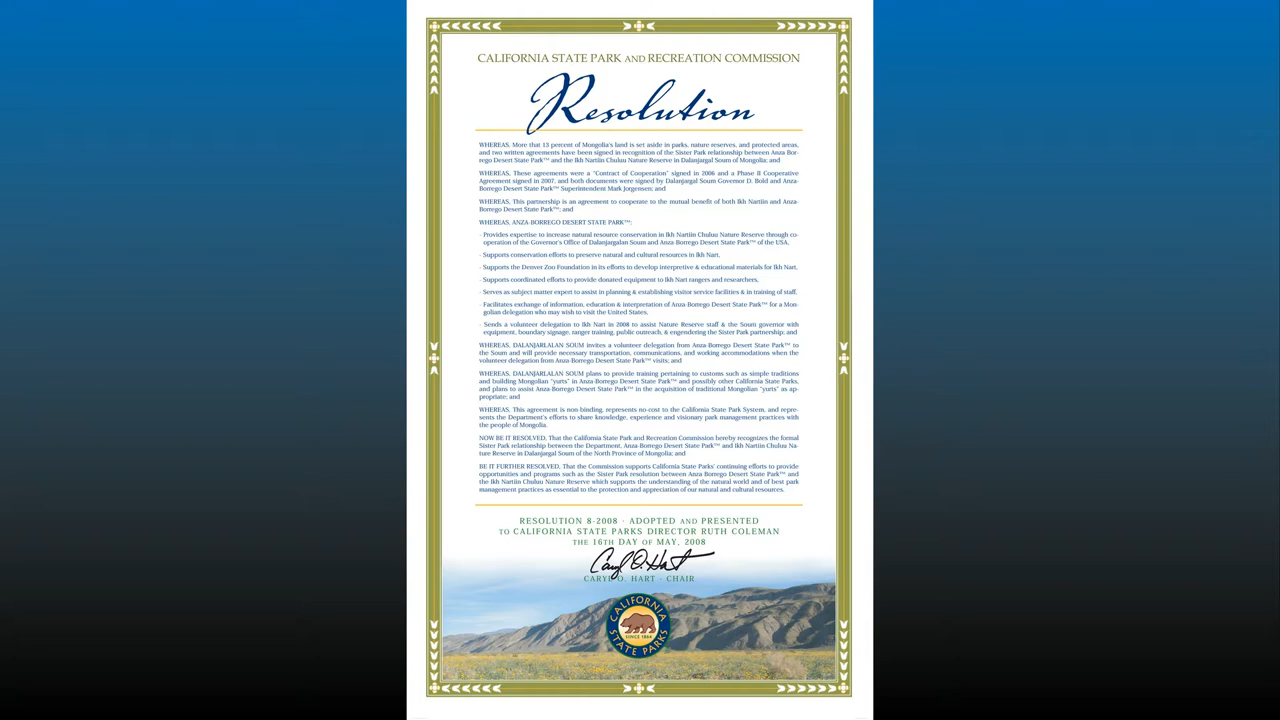 CALIFORNIA STATE PARK AND RECREATION COMMISSION
Resolution
WHEREAS, More that 13 percent of Mongolia's land is set aside in parks, nature reserves, and protected areas,
and two written agreements have been signed in recognition of the Sister Park relationship between Anza Bor-
rego Desert State Park™ and the Ikh Nartiin Chuluu Nature Reserve in Dalanjargal Soum of Mongolia; and
WHEREAS, These agreements were a "Contract of Cooperation" signed in 2006 and a Phase II Cooperative
Agreement signed in 2007, and both documents were signed by Dalanjargal Soum Governor D. Bold and Anza-
Borrego Desert State Park™ Superintendent Mark Jorgensen; and
WHEREAS, This partnership is an agreement to cooperate to the mutual benefit of both Ikh Nartiin and Anza-
Borrego Desert State Park™; and
WHEREAS, ANZA-BORREGO DESERT STATE PARK™:
· Provides expertise to increase natural resource conservation in Ikh Nartiin Chuluu Nature Reserve through co-
operation of the Governor's Office of Dalanjargalan Soum and Anza-Borrego Desert State Park™ of the USA.
· Supports conservation efforts to preserve natural and cultural resources in Ikh Nart.
· Supports the Denver Zoo Foundation in its efforts to develop interpretive & educational materials for Ikh Nart.
· Supports coordinated efforts to provide donated equipment to Ikh Nart rangers and researchers.
· Serves as subject matter expert to assist in planning & establishing visitor service facilities & in training of staff.
· Facilitates exchange of information, education & interpretation of Anza-Borrego Desert State Park™ for a Mon-
golian delegation who may wish to visit the United States.
· Sends a volunteer delegation to Ikh Nart in 2008 to assist Nature Reserve staff & the Soum governor with
equipment, boundary signage, ranger training, public outreach, & engendering the Sister Park partnership; and
WHEREAS, DALANJARLALAN SOUM invites a volunteer delegation from Anza-Borrego Desert State Park™ to
the Soum and will provide necessary transportation, communications, and working accommodations when the
volunteer delegation from Anza-Borrego Desert State Park™ visits; and
WHEREAS, DALANJARLALAN SOUM plans to provide training pertaining to customs such as simple traditions
and building Mongolian "yurts" in Anza-Borrego Desert State Park™ and possibly other California State Parks,
and plans to assist Anza-Borrego Desert State Park™ in the acquisition of traditional Mongolian "yurts" as ap-
propriate; and
WHEREAS, This agreement is non-binding, represents no-cost to the California State Park System, and repre-
sents the Department's efforts to share knowledge, experience and visionary park management practices with
the people of Mongolia.
NOW BE IT RESOLVED, That the California State Park and Recreation Commission hereby recognizes the formal
Sister Park relationship between the Department, Anza-Borrego Desert State Park™ and Ikh Nartiin Chuluu Na-
ture Reserve in Dalanjargal Soum of the North Province of Mongolia; and
BE IT FURTHER RESOLVED, That the Commission supports California State Parks' continuing efforts to provide
opportunities and programs such as the Sister Park resolution between Anza Borrego Desert State Park™ and
the Ikh Nartiin Chuluu Nature Reserve which supports the understanding of the natural world and of best park
management practices as essential to the protection and appreciation of our natural and cultural resources.
RESOLUTION 8-2008 · ADOPTED AND PRESENTED
TO CALIFORNIA STATE PARKS DIRECTOR RUTH COLEMAN
THE 16TH DAY OF MAY, 2008
Caryl O. Hart
CARYL O. HART - CHAIR
CALIFORNIA
SINCE 1864
STATE PARKS